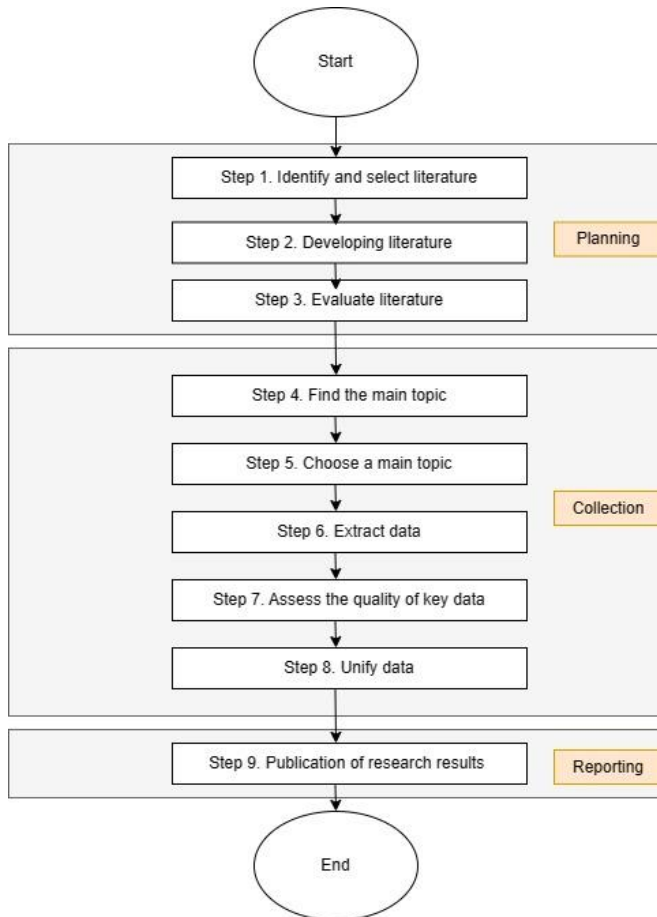 Start
Step 1. Identify and select literature
Step 2. Developing literature
Planning
Step 3. Evaluate literature
Step 4. Find the main topic
Step 5. Choose a main topic
Collection
Step 6. Extract data
Step 7. Assess the quality of key data
Step 8. Unify data
Step 9. Publication of research results
Reporting
End